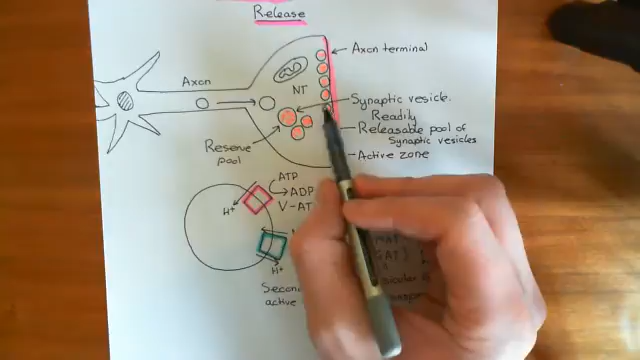 Release
Axon terminal
Axon
NT
Synaptic vesicle.
Readily
Releasable pool of
Synaptic vesicles
Reserve
pool
Active zone
ATP
ADP
H+
V-AT
H+
Second
active